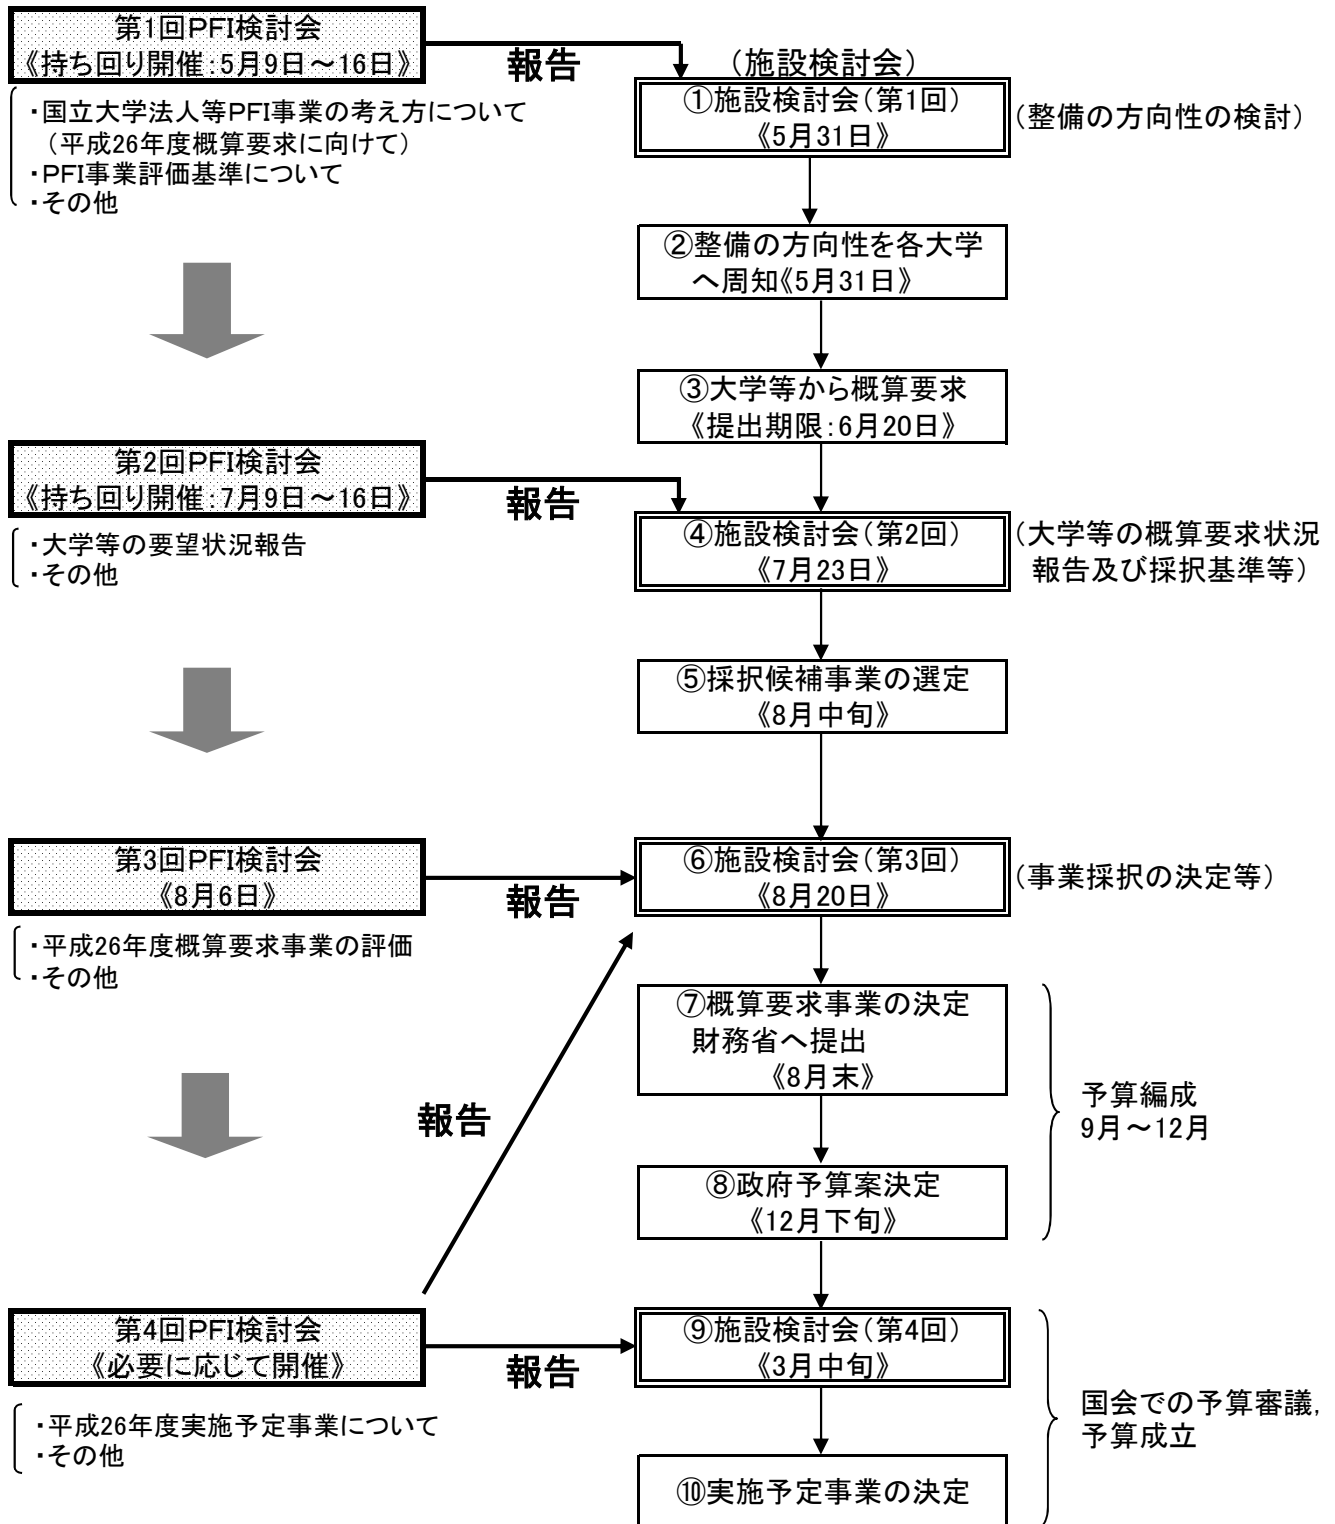 第1回PFI検討会
《持ち回り開催:5月9日～16日》
・国立大学法人等PFI事業の考え方について
(平成26年度概算要求に向けて)
・PFI事業評価基準について
・その他
報告
(施設検討会)
①施設検討会(第1回)
《5月31日》
(整備の方向性の検討)
②整備の方向性を各大学
へ周知《5月31日》
③大学等から概算要求
《提出期限:6月20日》
第2回PFI検討会
《持ち回り開催:7月9日～16日》
・大学等の要望状況報告
・その他
報告
④施設検討会(第2回)
《7月23日》
(大学等の概算要求状況
報告及び採択基準等)
⑤採択候補事業の選定
《8月中旬》
第3回PFI検討会
《8月6日》
・平成26年度概算要求事業の評価
・その他
報告
⑥施設検討会(第3回)
《8月20日》
(事業採択の決定等)
⑦概算要求事業の決定
財務省へ提出
《8月末》
報告
予算編成
9月～12月
⑧政府予算案決定
《12月下旬》
第4回PFI検討会
《必要に応じて開催》
・平成26年度実施予定事業について
・その他
報告
⑨施設検討会(第4回)
《3月中旬》
国会での予算審議,
予算成立
⑩実施予定事業の決定